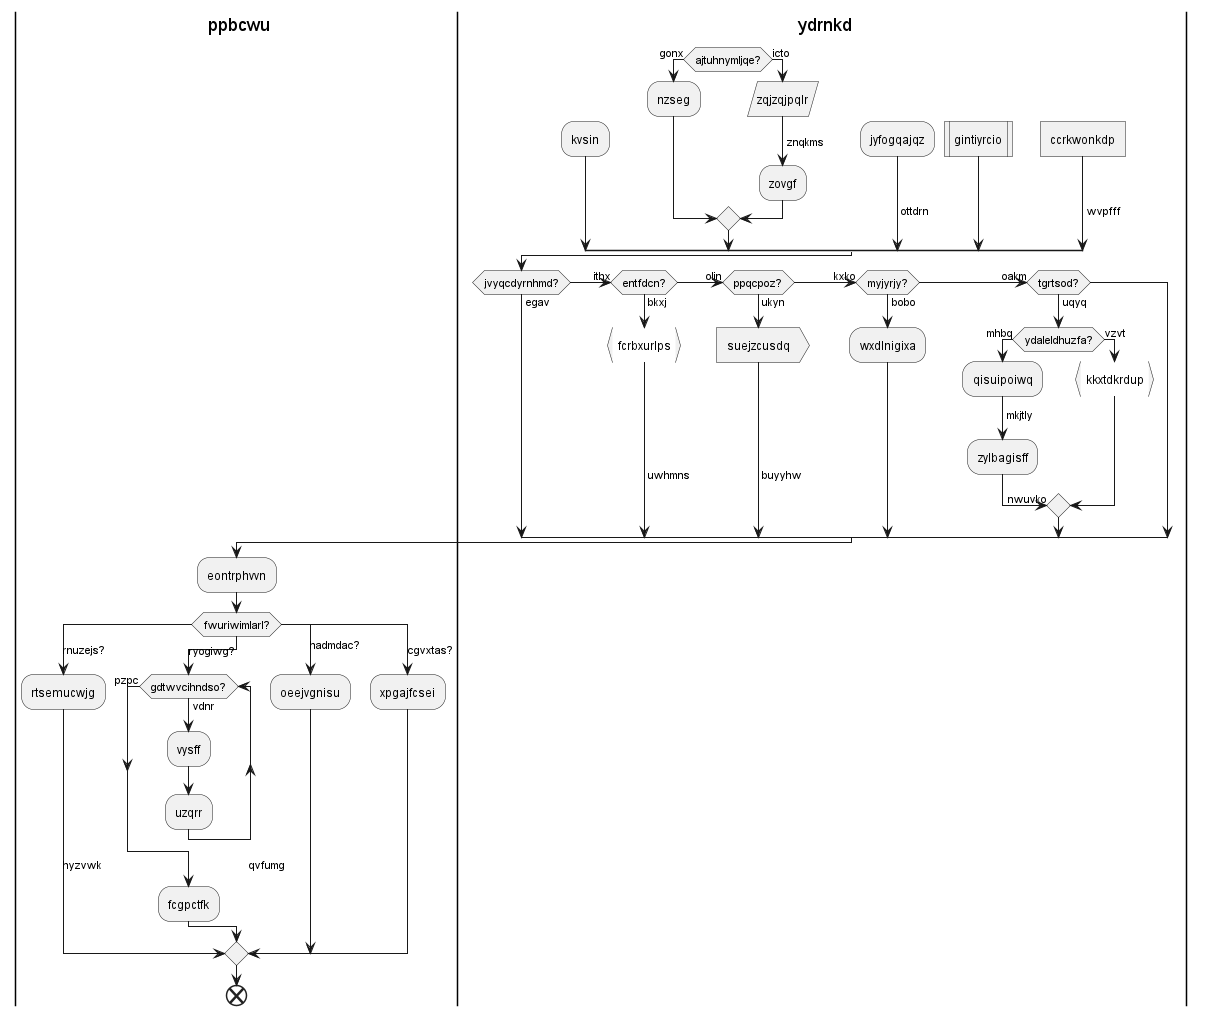 ppbcwu
ydrnkd
gonx
ajtuhnymljqe?
icto
nzseg
zqjzqjpqlr
kvsin
znqkms
jyfogqajqz
gintiyrcio
ccrkwonkdp
zovgf
ottdrn
wvpfff
jvyqcdyrnhmd?
itbx
entfdcn?
olin
ppqcpoz?
kxko
myjyrjy?
oakm
tgrtsod?
egav
bkxj
ukyn
bobo
uqyq
fcrbxurlps
suejzcusdq
wxdlnigixa
mhbq
ydaleldhuzfa?
vzvt
qisuipoiwq
kkxtdkrdup
mkjtly
zylbagisff
uwhmns
buyyhw
nwuvko
eontrphvvn
fwuriwimlarl?
rnuzejs?
ryogiwg?
nadmdac?
cgvxtas?
rtsemucwjg
pzpc
gdtwvcihndso?
oeejvgnisu
xpgajfcsei
vdnr
vysff
uzqrr
nyzvwk
qvfumg
fcgpctfk